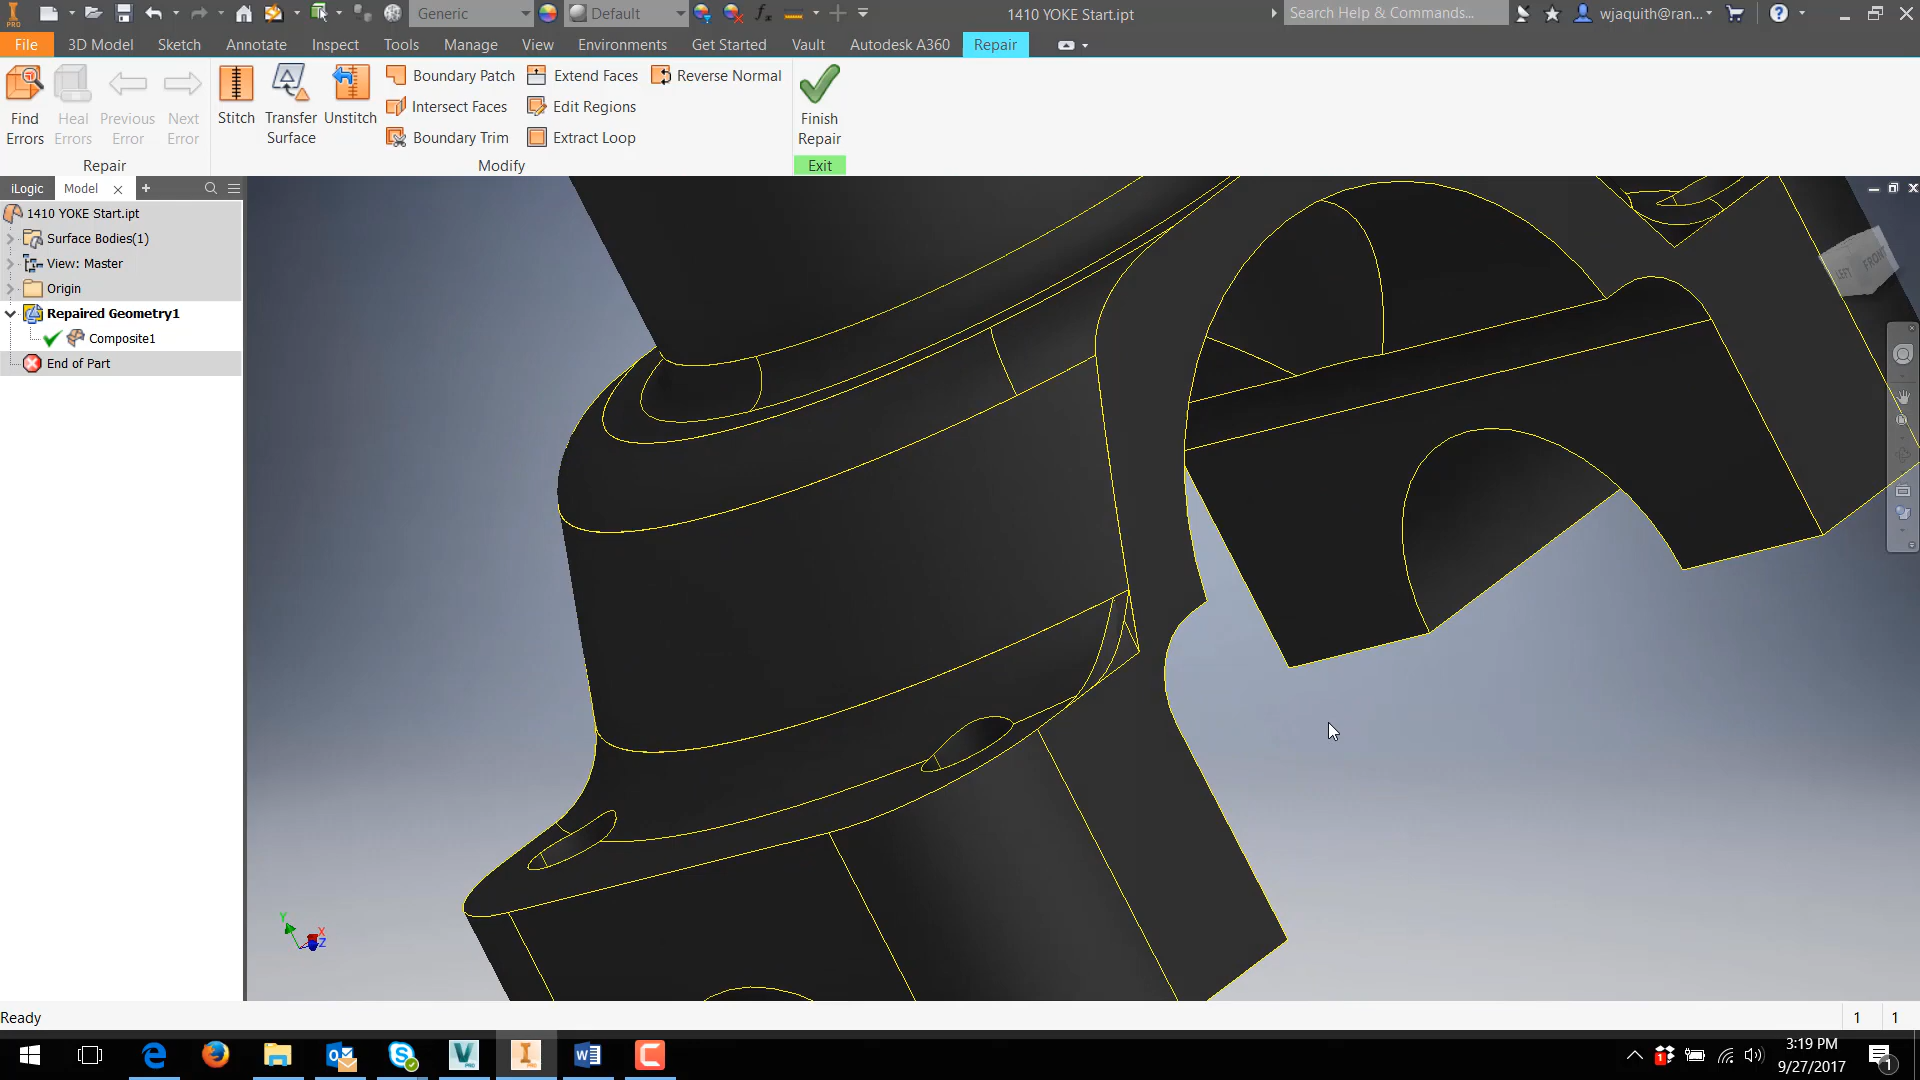 PRO
Generic
Default
1410 YOKE Start.ipt
Search Help & Commands...
wjaquith@ran...
File
3D Model
Sketch
Annotate
Inspect
Tools
Manage
View
Environments
Get Started
Vault
Autodesk A360
Repair
Find Errors
Heal Errors
Previous Error
Next Error
Stitch
Transfer Surface
Unstitch
Boundary Patch
Intersect Faces
Boundary Trim
Extend Faces
Edit Regions
Extract Loop
Reverse Normal
Finish Repair
Repair
Modify
Exit
iLogic
Model
1410 YOKE Start.ipt
Surface Bodies(1)
View: Master
Origin
Repaired Geometry1
Composite1
End of Part
LEFT
FRONT
Y
X
Z
Ready
1
1
3:19 PM
9/27/2017
1